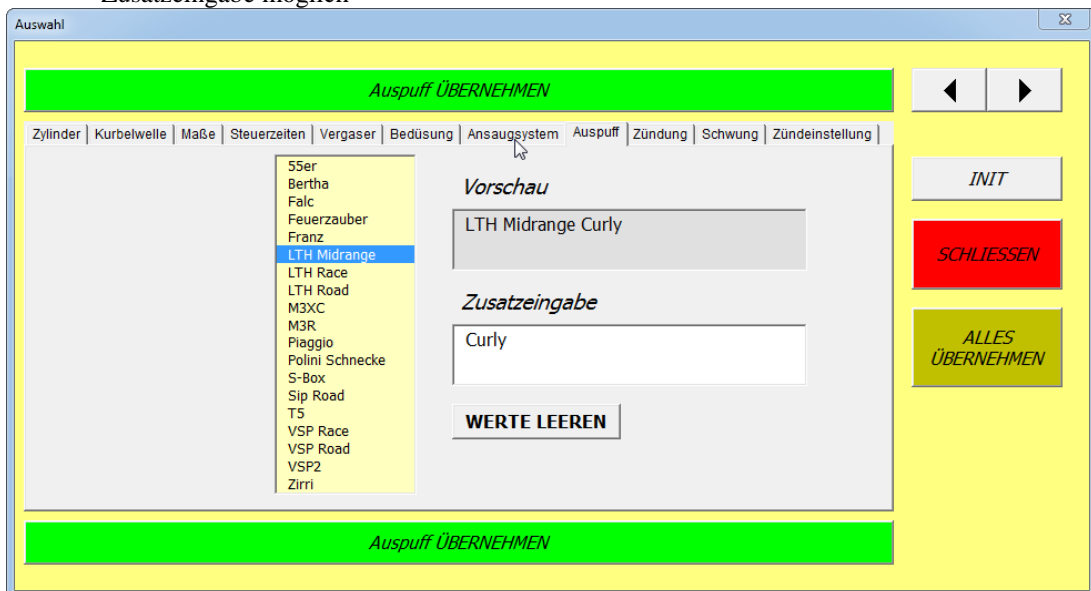 Zusatzeingabe möglich
Auswahl
Auspuff ÜBERNEHMEN
Zylinder Kurbelwelle Maße Steuerzeiten Vergaser Bedüsung Ansaugsystem Auspuff Zündung Schwung Zündeinstellung
55er
Bertha
Falc
Feuerzauber
Franz
LTH Midrange
LTH Race
LTH Road
M3XC
M3R
Piaggio
Polini Schnecke
S-Box
Sip Road
T5
VSP Race
VSP Road
VSP2
Zirri
Vorschau
LTH Midrange Curly
Zusatzeingabe
Curly
WERTE LEEREN
INIT
SCHLIESSEN
ALLES
ÜBERNEHMEN
Auspuff ÜBERNEHMEN